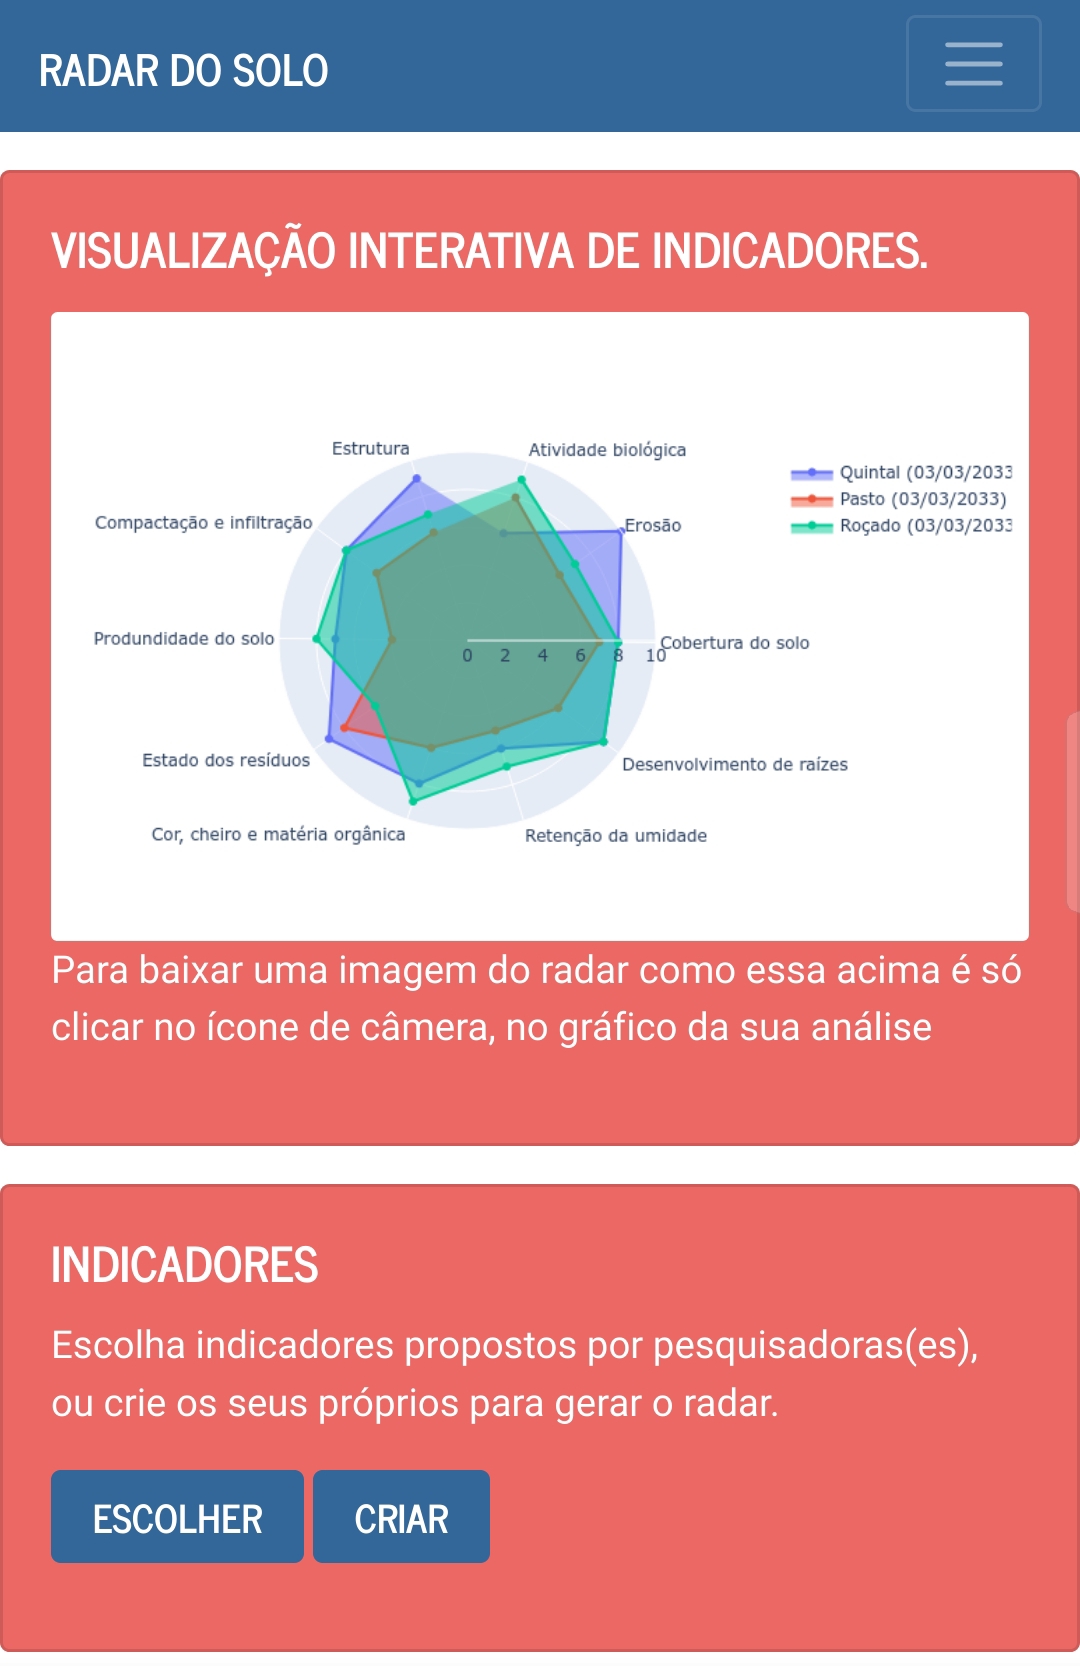 RADAR DO SOLO
VISUALIZAÇÃO INTERATIVA DE INDICADORES.
Estrutura
Atividade biológica
Compactação e infiltração
Erosão
Produndidade do solo
Cobertura do solo
0 2 4 6 8 10
Estado dos resíduos
Desenvolvimento de raízes
Cor, cheiro e matéria orgânica
Retenção da umidade
Quintal (03/03/2033
Pasto (03/03/2033)
Roçado (03/03/2033
Para baixar uma imagem do radar como essa acima é só
clicar no ícone de câmera, no gráfico da sua análise
INDICADORES
Escolha indicadores propostos por pesquisadoras(es),
ou crie os seus próprios para gerar o radar.
ESCOLHER
CRIAR